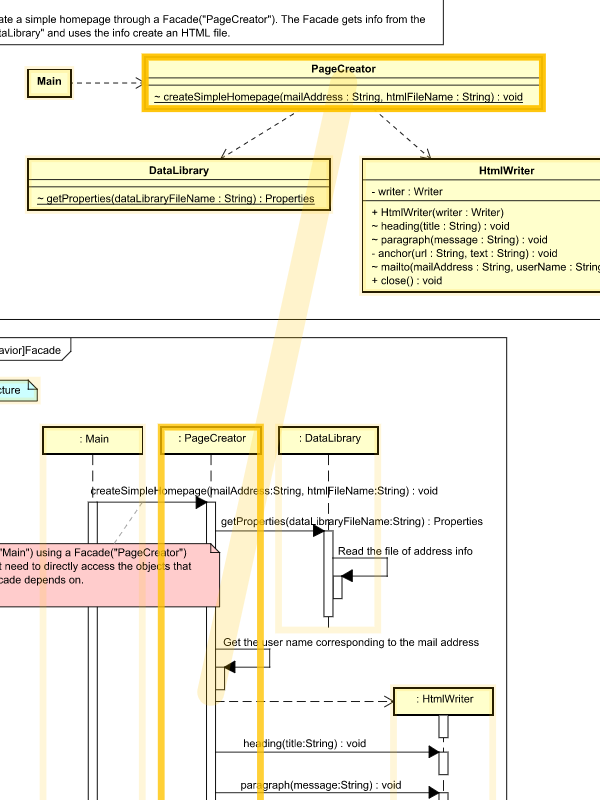 ate a simple homepage through a Facade("PageCreator"). The Facade gets info from the
taLibrary" and uses the info create an HTML file.
Main
PageCreator
~ createSimpleHomepage(mailAddress : String, htmlFileName : String) : void
DataLibrary
~ getProperties(dataLibraryFileName : String) : Properties
HtmlWriter
- writer : Writer
+ HtmlWriter(writer : Writer)
~ heading(title : String) : void
~ paragraph(message : String) : void
- anchor(url : String, text : String) : void
~ mailto(mailAddress : String, userName : String
+ close() : void
avior]Facade
cture
: Main
: PageCreator
: DataLibrary
createSimpleHomepage(mailAddress:String, htmlFileName:String) : void
getProperties(dataLibraryFileName:String) : Properties
"Main") using a Facade("PageCreator")
t need to directly access the objects that
cade depends on.
Read the file of address info
Get the user name corresponding to the mail address
: HtmlWriter
heading(title:String) : void
paragraph(message:String) : void